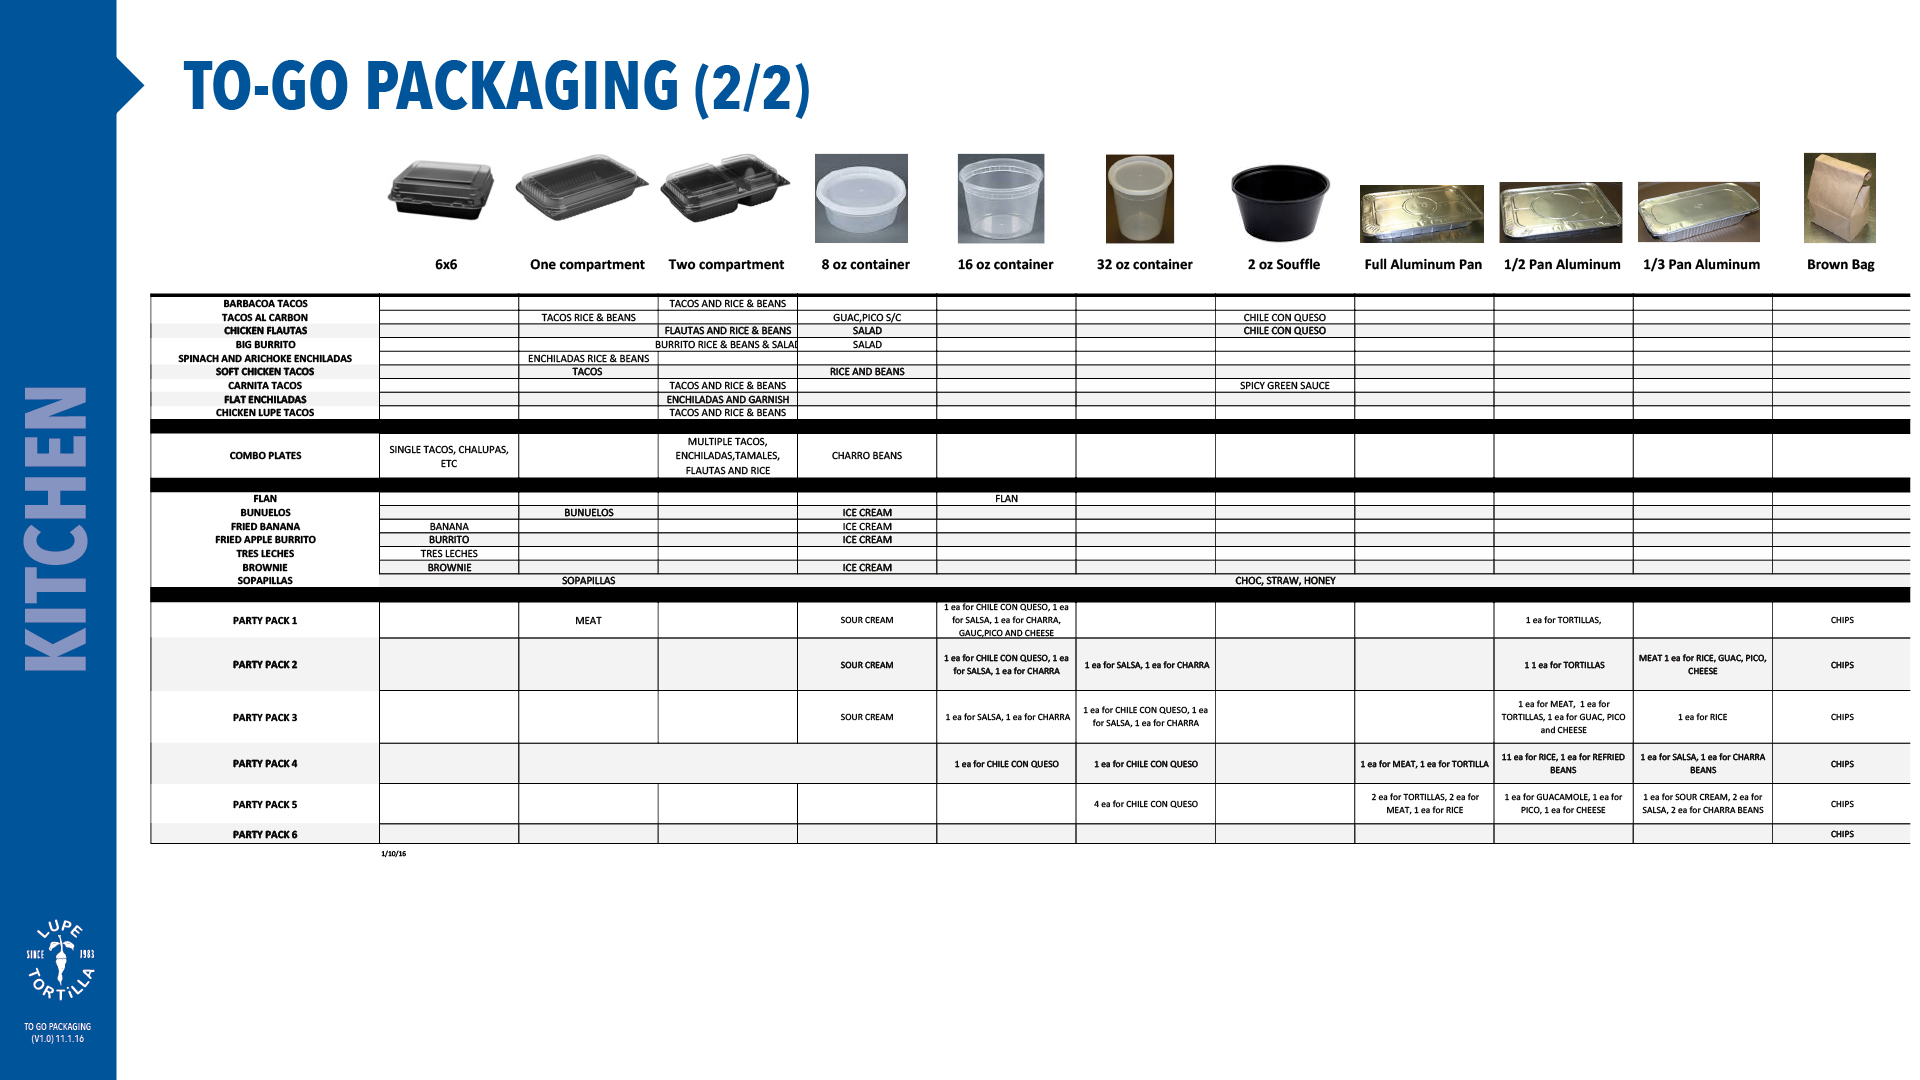 TO-GO PACKAGING (2/2)
6x6 One compartment Two compartment 8 oz container 16 oz container 32 oz container 2 oz Souffle Full Aluminum Pan 1/2 Pan Aluminum 1/3 Pan Aluminum Brown Bag
BARBACOA TACOS TACOS AND RICE & BEANS
TACOS AL CARBON TACOS RICE & BEANS GUAC,PICO S/C CHILE CON QUESO
CHICKEN FLAUTAS FLAUTAS AND RICE & BEANS SALAD CHILE CON QUESO
BIG BURRITO BURRITO RICE & BEANS & SALAD SALAD
SPINACH AND ARICHOKE ENCHILADAS ENCHILADAS RICE & BEANS
SOFT CHICKEN TACOS TACOS RICE AND BEANS
CARNITA TACOS TACOS AND RICE & BEANS SPICY GREEN SAUCE
FLAT ENCHILADAS ENCHILADAS AND GARNISH
CHICKEN LUPE TACOS TACOS AND RICE & BEANS
COMBO PLATES
SINGLE TACOS, CHALUPAS,
ETC
MULTIPLE TACOS,
ENCHILADAS,TAMALES,
FLAUTAS AND RICE
CHARRO BEANS
FLAN FLAN
BUNUELOS BUNUELOS ICE CREAM
FRIED BANANA BANANA ICE CREAM
FRIED APPLE BURRITO BURRITO ICE CREAM
TRES LECHES TRES LECHES
BROWNIE BROWNIE ICE CREAM
SOPAPILLAS SOPAPILLAS CHOC, STRAW, HONEY
PARTY PACK 1
MEAT
SOUR CREAM
1 ea for CHILE CON QUESO, 1 ea
for SALSA, 1 ea for CHARRA,
GAUC,PICO AND CHEESE
1 ea for TORTILLAS,
CHIPS
PARTY PACK 2
SOUR CREAM
1 ea for CHILE CON QUESO, 1 ea
for SALSA, 1 ea for CHARRA
1 ea for SALSA, 1 ea for CHARRA
1 1 ea for TORTILLAS
MEAT 1 ea for RICE, GUAC, PICO,
CHEESE
CHIPS
PARTY PACK 3
SOUR CREAM
1 ea for SALSA, 1 ea for CHARRA
1 ea for CHILE CON QUESO, 1 ea
for SALSA, 1 ea for CHARRA
1 ea for MEAT, 1 ea for
TORTILLAS, 1 ea for GUAC, PICO
and CHEESE
1 ea for RICE
CHIPS
PARTY PACK 4
1 ea for CHILE CON QUESO
1 ea for CHILE CON QUESO
1 ea for MEAT, 1 ea for TORTILLA
11 ea for RICE, 1 ea for REFRIED
BEANS
1 ea for SALSA, 1 ea for CHARRA
BEANS
CHIPS
PARTY PACK 5
4 ea for CHILE CON QUESO
2 ea for TORTILLAS, 2 ea for
MEAT, 1 ea for RICE
1 ea for GUACAMOLE, 1 ea for
PICO, 1 ea for CHEESE
1 ea for SOUR CREAM, 2 ea for
SALSA, 2 ea for CHARRA BEANS
CHIPS
PARTY PACK 6 CHIPS
1/10/16
KITCHEN
LUPE
SINCE 1983
TORTILLA
TO GO PACKAGING
(V1.0) 11.1.16